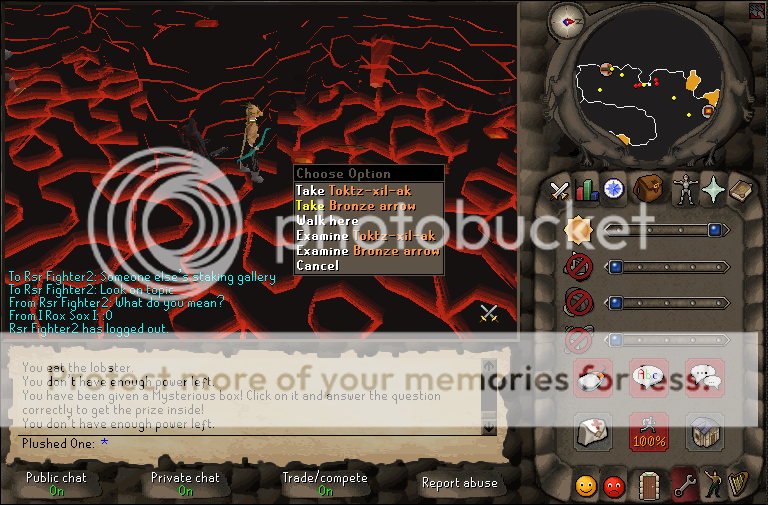 Choose Option
Take Toktz-xil-ak
Take Bronze arrow
Walk here
Examine Toktz-xil-ak
Examine Bronze arrow
Cancel
photobucket
To Rsr Fighter2: Someone else's staking gallery
To Rsr Fighter2: Look on topic
From Rsr Fighter2: What do you mean?
From I Rox Sox I: :0
Rsr Fighter2 has logged out.
Protect more of your memories for less.
You eat the lobster.
You don't have enough power left.
You have been given a Mysterious box! Click on it and answer the question
correctly to get the prize inside!
You don't have enough power left.
Plushed One: *
Abc
100%
Public chat
On
Private chat
On
Trade/compete
On
Report abuse